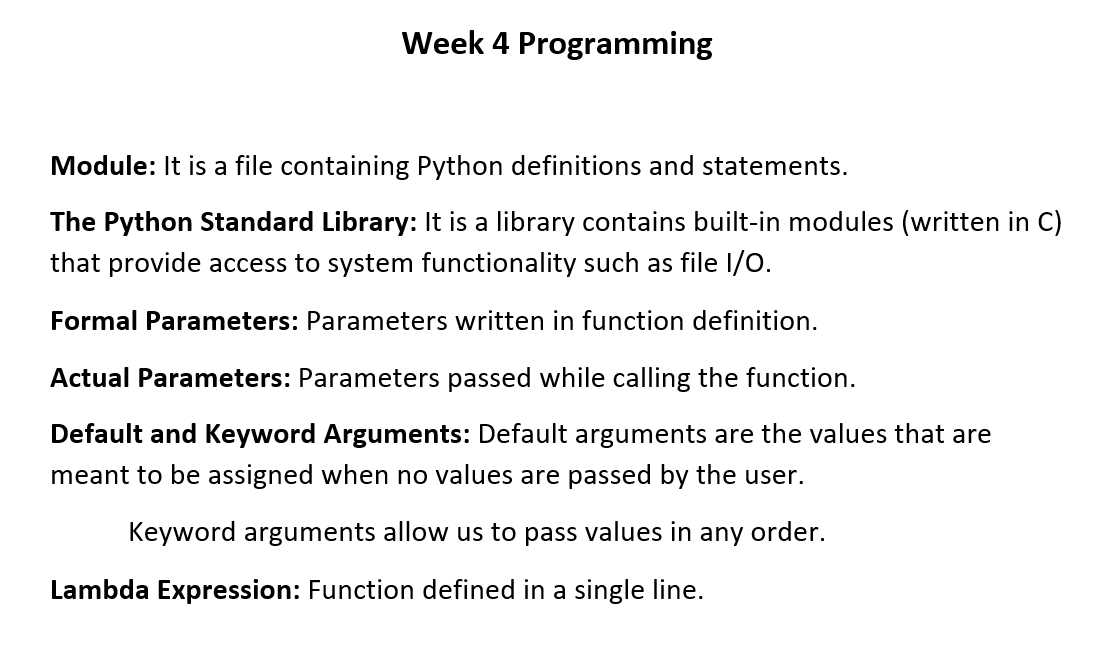 Week 4 Programming
Module: It is a file containing Python definitions and statements.
The Python Standard Library: It is a library contains built-in modules (written in C)
that provide access to system functionality such as file I/O.
Formal Parameters: Parameters written in function definition.
Actual Parameters: Parameters passed while calling the function.
Default and Keyword Arguments: Default arguments are the values that are
meant to be assigned when no values are passed by the user.
Keyword arguments allow us to pass values in any order.
Lambda Expression: Function defined in a single line.